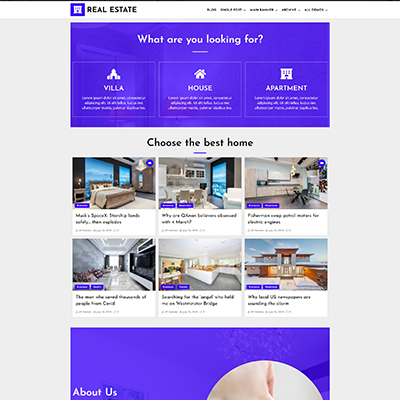 REAL ESTATE
BLOG SINGLE POST MAIN BANNER ARCHIVE ALL DEMOS
What are you looking for?
VILLA
Lorem ipsum dolor sit amet, consectetur
adipiscing elit. Ut elit tellus, luctus nec
ullamcorper mattis, pulvinar dapibus leo.
HOUSE
Lorem ipsum dolor sit amet, consectetur
adipiscing elit. Ut elit tellus, luctus nec
ullamcorper mattis, pulvinar dapibus leo.
APARTMENT
Lorem ipsum dolor sit amet, consectetur
adipiscing elit. Ut elit tellus, luctus nec
ullamcorper mattis, pulvinar dapibus leo.
Choose the best home
Musk's SpaceX: Starship lands
safely... then explodes
Why are QAnon believers obsessed
with 4 March?
Fishermen swap petrol motors for
electric engines
The man who saved thousands of
people from Covid
Searching for the 'angel' who held
me on Westminster Bridge
Why local US newspapers are
sounding the alarm
About Us